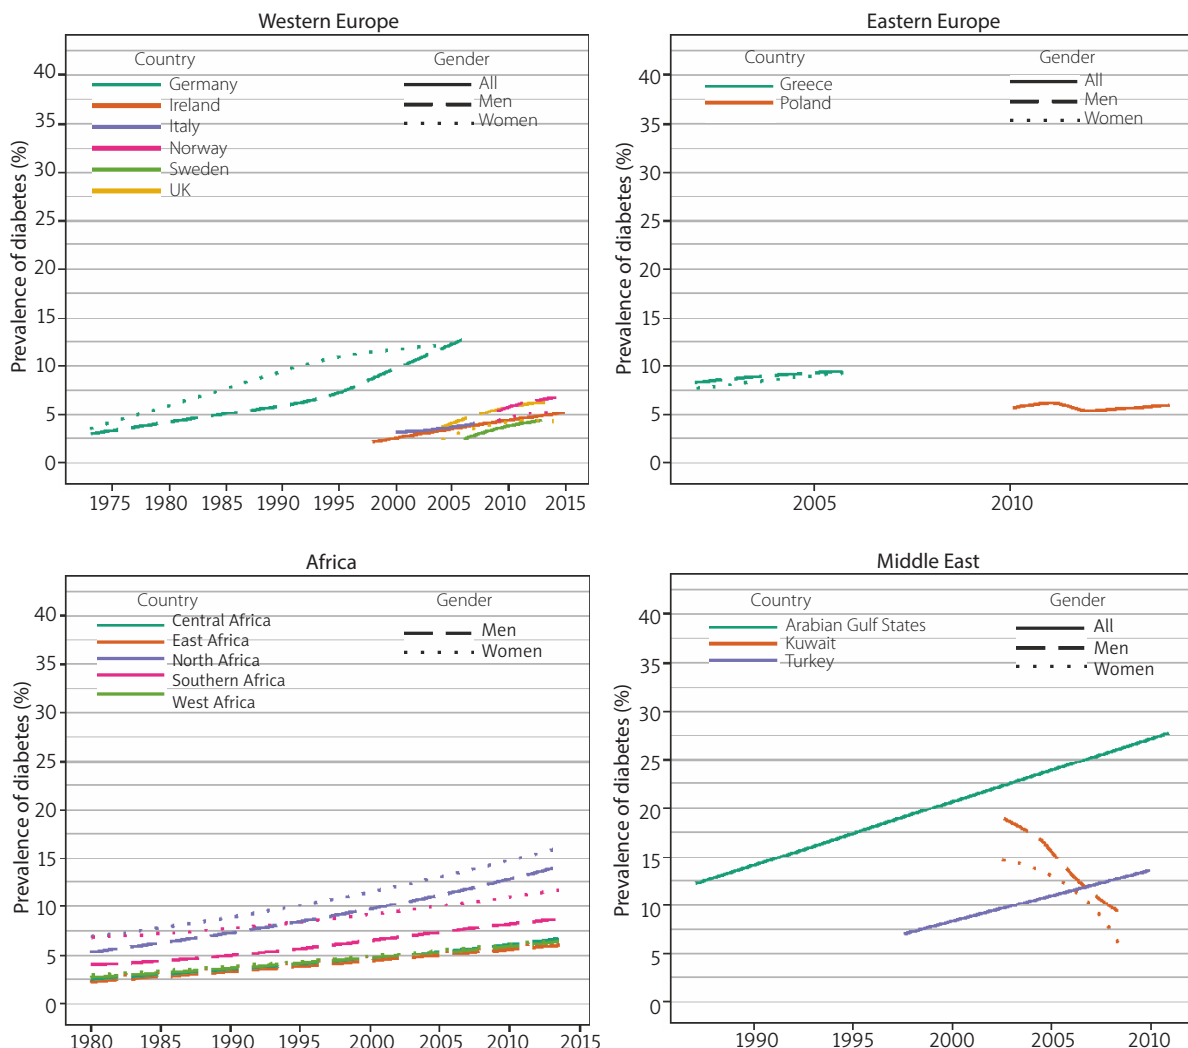 Western Europe
Prevalence of diabetes (%)
40
35
30
25
20
15
10
5
0
Country
Germany
Ireland
Italy
Norway
Sweden
UK
Gender
All
Men
Women
1975 1980 1985 1990 1995 2000 2005 2010 2015
Eastern Europe
Prevalence of diabetes (%)
40
35
30
25
20
15
10
5
0
Country
Greece
Poland
Gender
All
Men
Women
2005 2010
Africa
Prevalence of diabetes (%)
40
35
30
25
20
15
10
5
0
Country
Central Africa
East Africa
North Africa
Southern Africa
West Africa
Gender
Men
Women
1980 1985 1990 1995 2000 2005 2010 2015
Middle East
Prevalence of diabetes (%)
40
35
30
25
20
15
10
5
0
Country
Arabian Gulf States
Kuwait
Turkey
Gender
All
Men
Women
1990 1995 2000 2005 2010